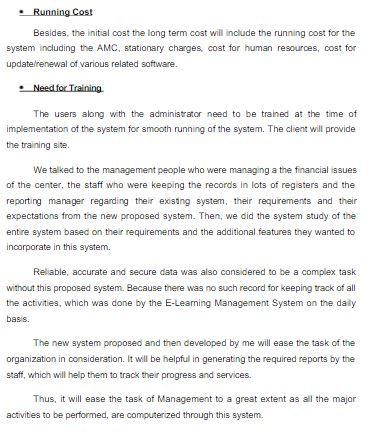 • Running Cost
Besides, the initial cost the long term cost will include the running cost for the
system including the AMC, stationary charges, cost for human resources, cost for
update/renewal of various related software.
• Need for Training
The users along with the administrator need to be trained at the time of
implementation of the system for smooth running of the system. The client will provide
the training site.
We talked to the management people who were managing a the financial issues
of the center, the staff who were keeping the records in lots of registers and the
reporting manager regarding their existing system, their requirements and their
expectations from the new proposed system. Then, we did the system study of the
entire system based on their requirements and the additional features they wanted to
incorporate in this system.
Reliable, accurate and secure data was also considered to be a complex task
without this proposed system. Because there was no such record for keeping track of all
the activities, which was done by the E-Learning Management System on the daily
basis.
The new system proposed and then developed by me will ease the task of the
organization in consideration. It will be helpful in generating the required reports by the
staff, which will help them to track their progress and services.
Thus, it will ease the task of Management to a great extent as all the major
activities to be performed, are computerized through this system.